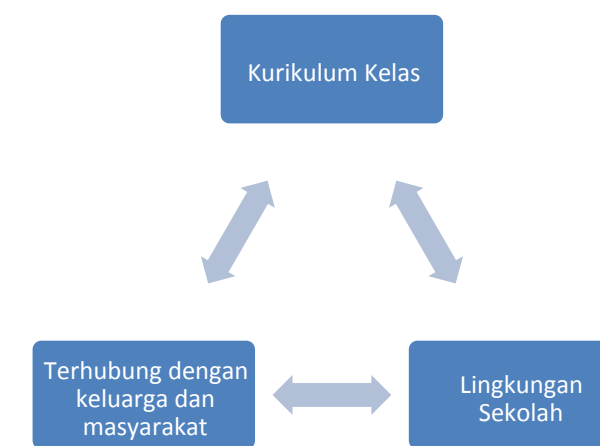 Kurikulum Kelas
Terhubung dengan
keluarga dan
masyarakat
Lingkungan
Sekolah